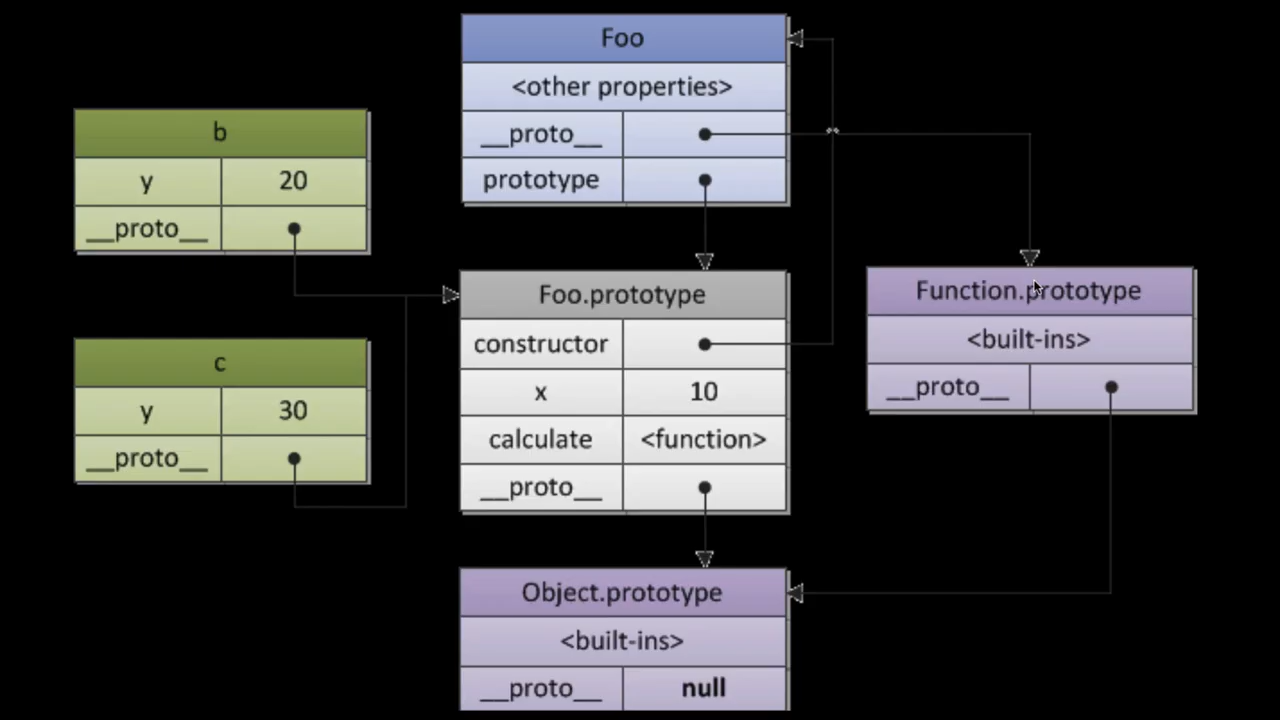 Foo
<other properties>
__proto__
prototype
b
y 20
__proto__
c
y 30
__proto__
Foo.prototype
constructor
x 10
calculate <function>
__proto__
Function.prototype
<built-ins>
__proto__
Object.prototype
<built-ins>
__proto__ null